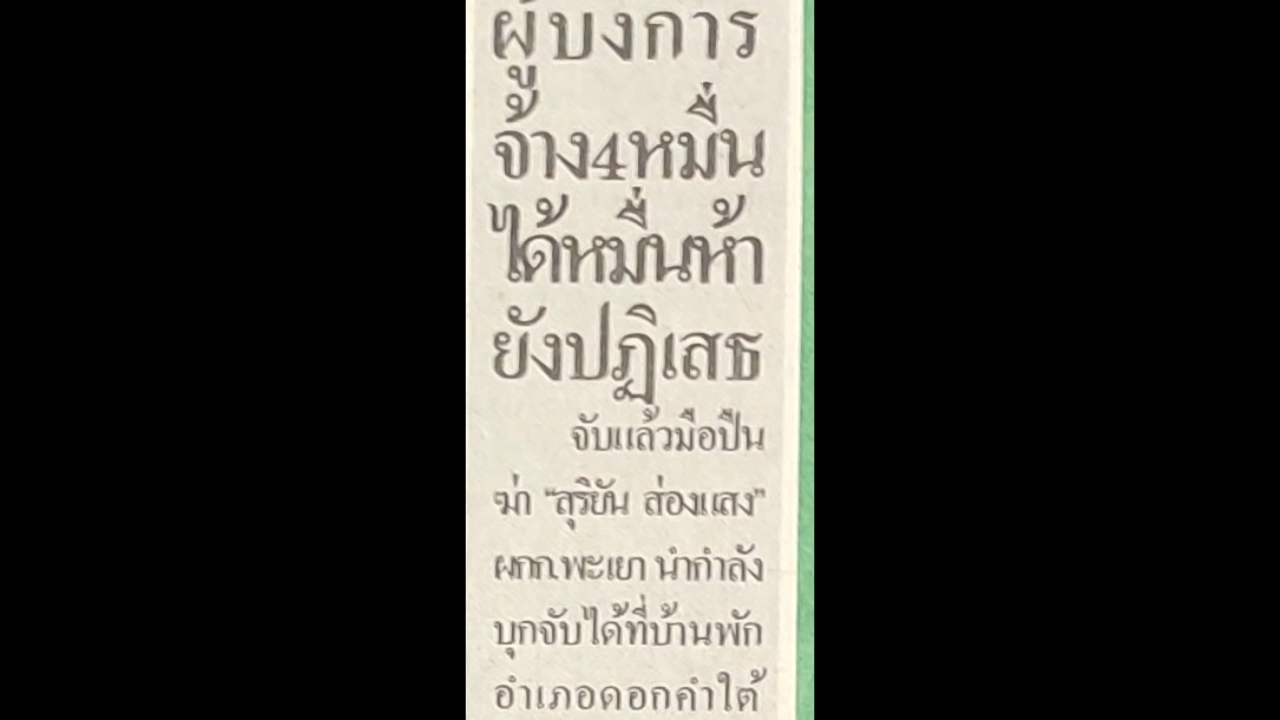 ผู้บงการ
จ้าง4หมื่น
ได้หมื่นห้า
ยังปฏิเสธ
จับแล้วมือปืน
ฆ่า “สุริยัน ส่องแสง”
ผกก.พะเยา นำกำลัง
บุกจับได้ที่บ้านพัก
อำเภอดอกคำใต้